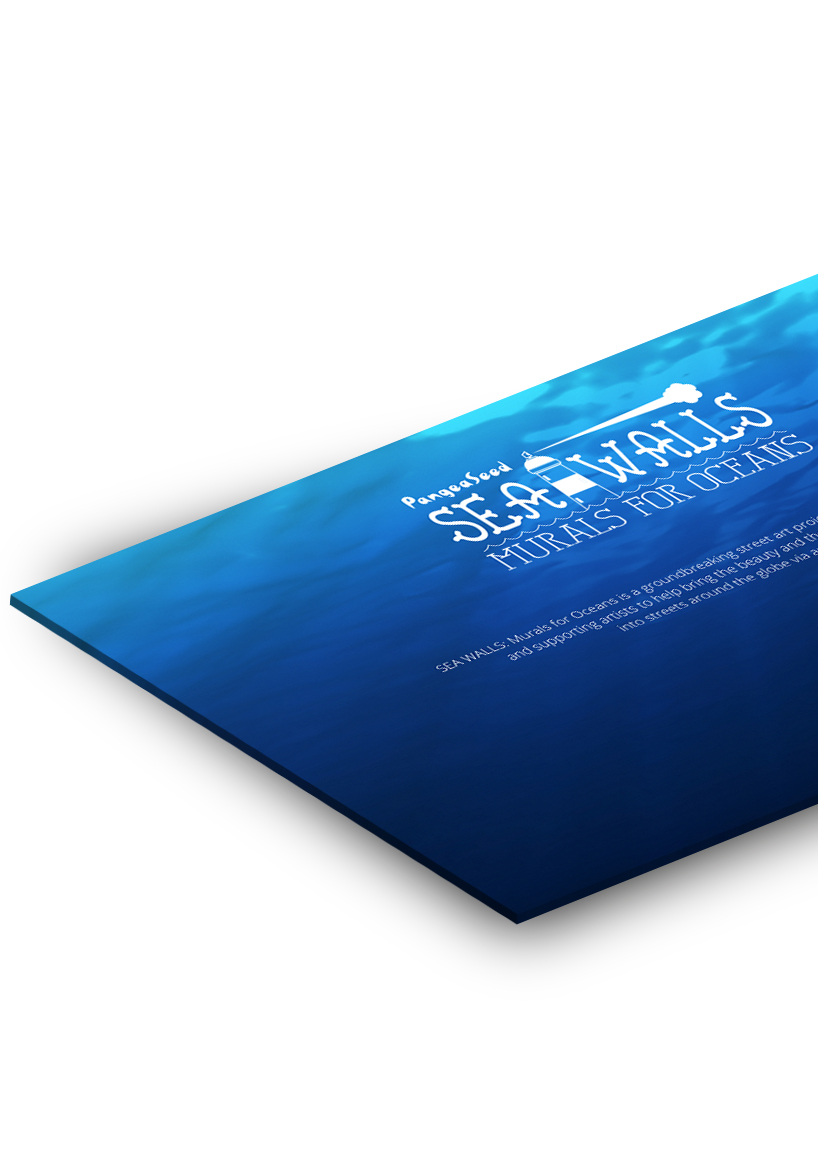 PangeaSeed
SEA WALLS
MURALS FOR OCEANS
SEA WALLS: Murals for Oceans is a groundbreaking street art
and supporting artists to help bring the beauty and
into streets around the globe via